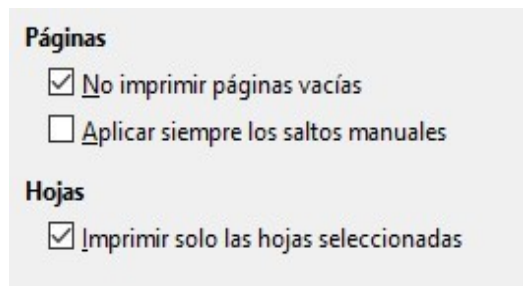 Páginas
No imprimir páginas vacías
Aplicar siempre los saltos manuales
Hojas
Imprimir solo las hojas seleccionadas